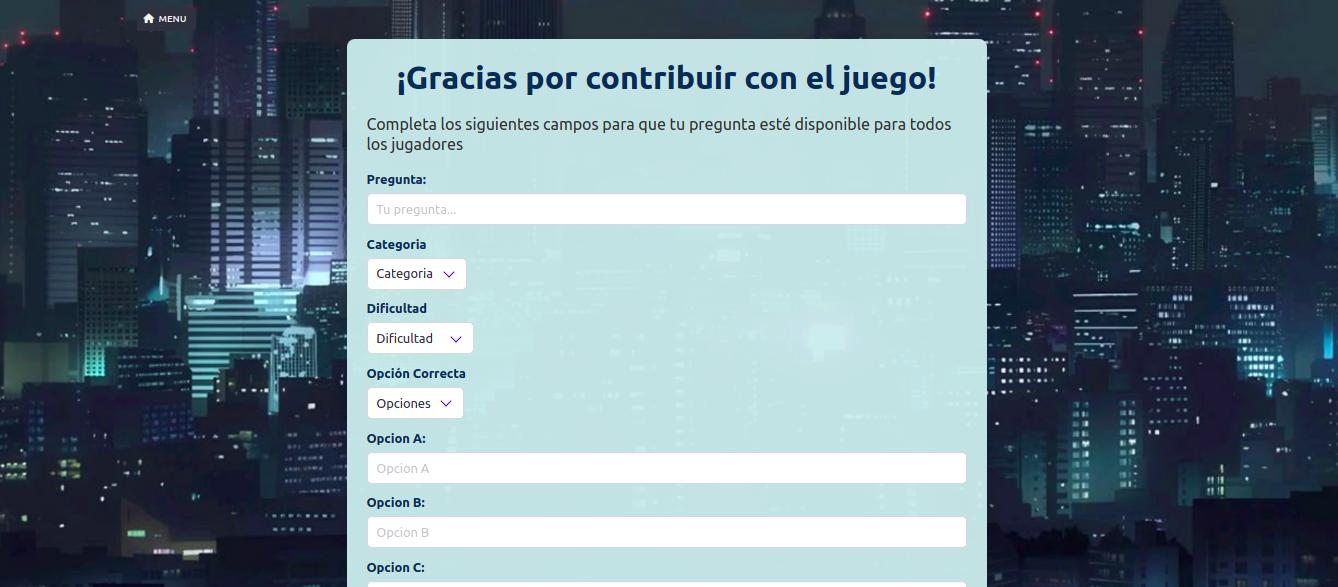 MENU
¡Gracias por contribuir con el juego!
Completa los siguientes campos para que tu pregunta esté disponible para todos
los jugadores
Pregunta:
Tu pregunta...
Categoria
Categoria
Dificultad
Dificultad
Opción Correcta
Opciones
Opcion A:
Opcion A
Opcion B:
Opcion B
Opcion C: